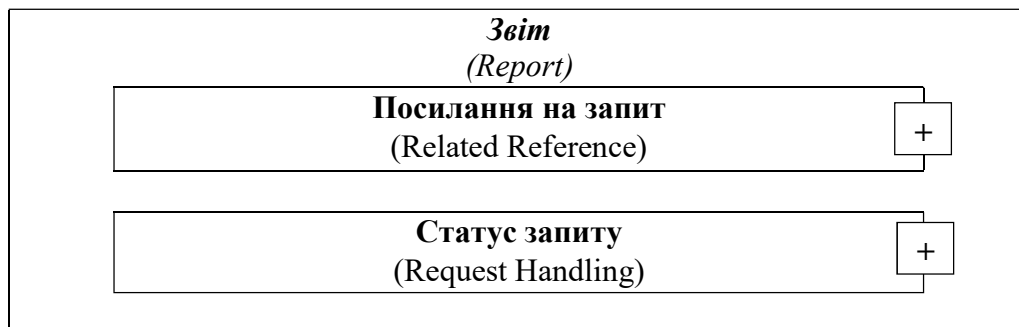 Звіт
(Report)
Посилання на запит
(Related Reference)
+
Статус запиту
(Request Handling)
+